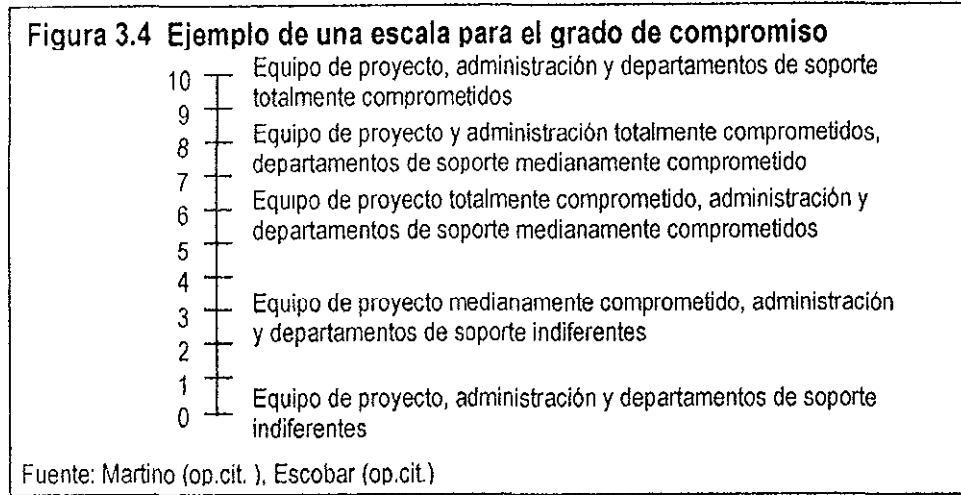 Figura 3.4 Ejemplo de una escala para el grado de compromiso
10 Equipo de proyecto, administración y departamentos de soporte
totalmente comprometidos
9
8 Equipo de proyecto y administración totalmente comprometidos,
departamentos de soporte medianamente comprometido
7
6 Equipo de proyecto totalmente comprometido, administración y
departamentos de soporte medianamente comprometidos
5
4
3 Equipo de proyecto medianamente comprometido, administración
y departamentos de soporte indiferentes
2
1
0 Equipo de proyecto, administración y departamentos de soporte
indiferentes
Fuente: Martino (op.cit. ), Escobar (op.cit.)